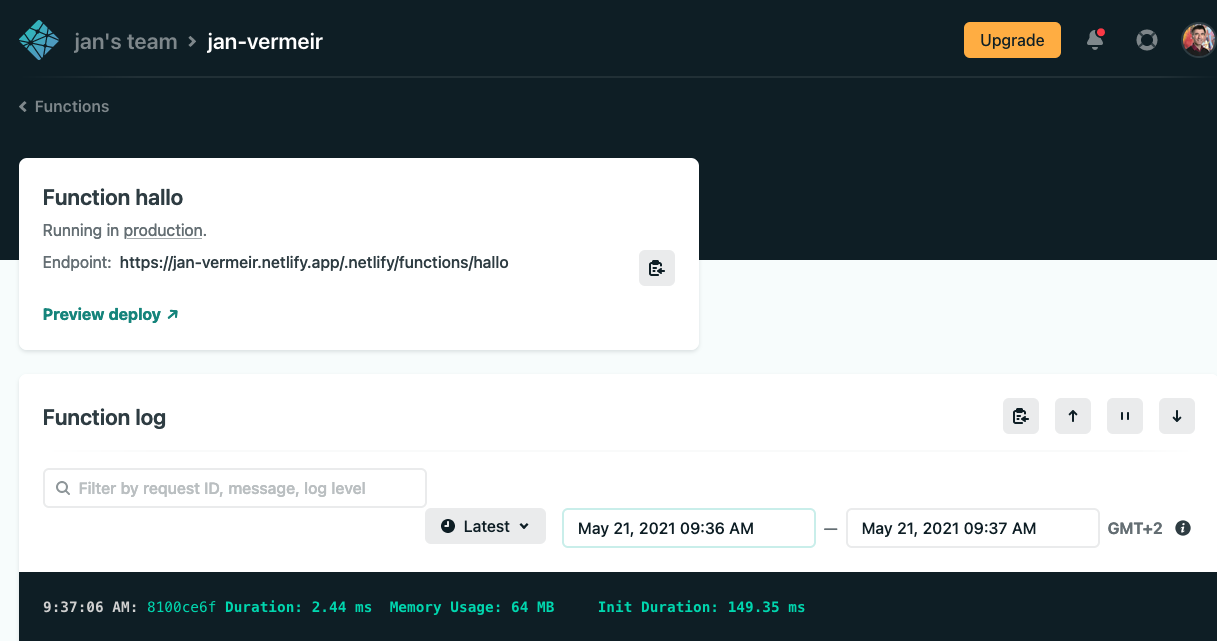 jan's team > jan-vermeir
Upgrade
Functions
Function hallo
Running in production.
Endpoint: https://jan-vermeir.netlify.app/.netlify/functions/hallo
Preview deploy
Function log
Filter by request ID, message, log level
Latest May 21, 2021 09:36 AM — May 21, 2021 09:37 AM GMT+2
9:37:06 AM: 8100ce6f Duration: 2.44 ms Memory Usage: 64 MB Init Duration: 149.35 ms